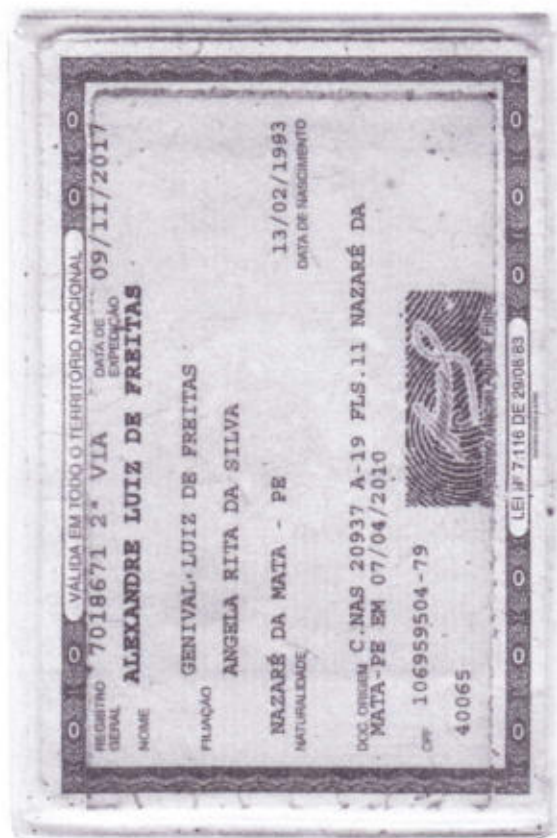 VÁLIDA EM TODO O TERRITÓRIO NACIONAL
REGISTRO GERAL 7018671 2ª VIA DATA DE EXPEDIÇÃO 09/11/2017
NOME ALEXANDRE LUIZ DE FREITAS
FILIAÇÃO GENIVAL LUIZ DE FREITAS
ANGELA RITA DA SILVA
NAZARÉ DA MATA - PE 13/02/1993
NATURALIDADE DATA DE NASCIMENTO
DOC. ORIGEM C.NAS 20937 A-19 FLS.11 NAZARÉ DA
MATA-PE EM 07/04/2010
CPF 106959504-79
40065
LEI Nº 7.116 DE 29/08/83